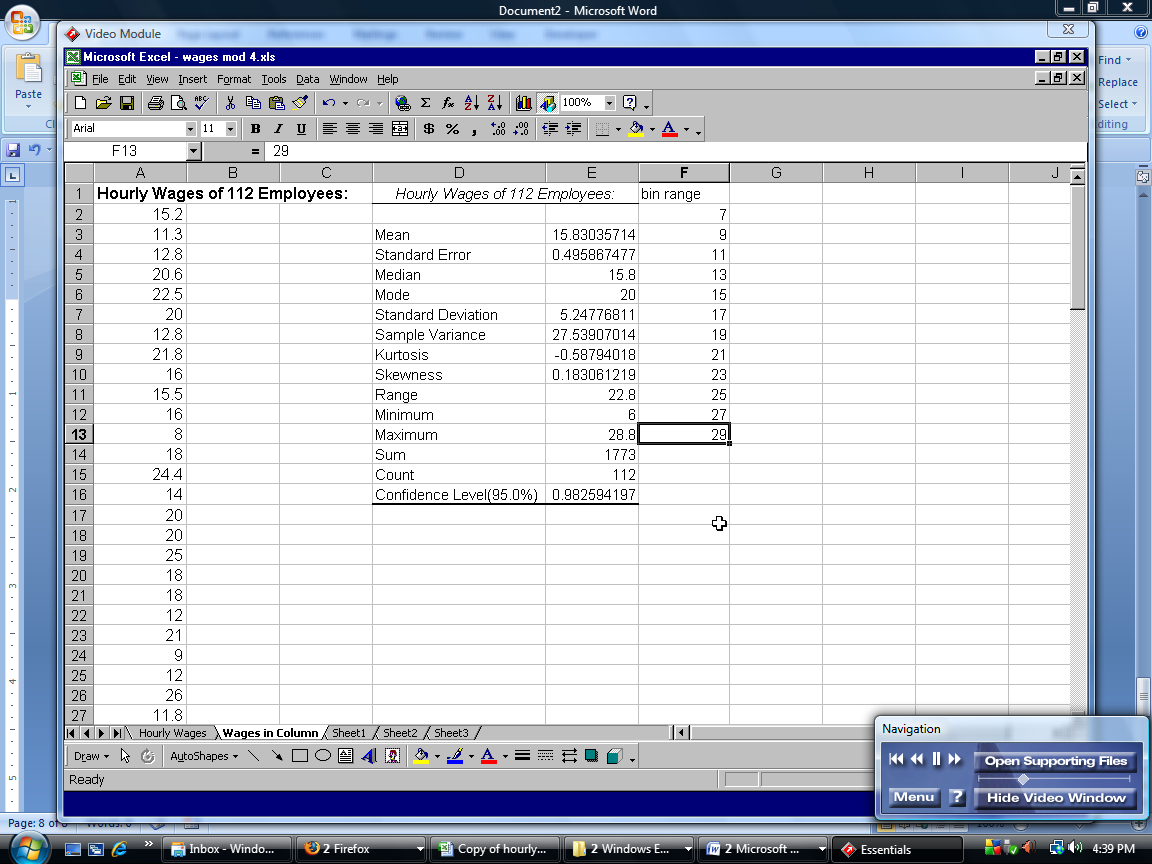 Document2 - Microsoft Word
Video Module
Microsoft Excel - wages mod 4.xls
File Edit View Insert Format Tools Data Window Help
100%
Arial 11 B I U $ % ,
F13 = 29
A B C D E F G H I J
1 Hourly Wages of 112 Employees: Hourly Wages of 112 Employees: bin range
2 15.2 7
3 11.3 Mean 15.83035714 9
4 12.8 Standard Error 0.495867477 11
5 20.6 Median 15.8 13
6 22.5 Mode 20 15
7 20 Standard Deviation 5.24776811 17
8 12.8 Sample Variance 27.53907014 19
9 21.8 Kurtosis -0.58794018 21
10 16 Skewness 0.183061219 23
11 15.5 Range 22.8 25
12 16 Minimum 6 27
13 8 Maximum 28.8 29
14 18 Sum 1773
15 24.4 Count 112
16 14 Confidence Level(95.0%) 0.982594197
17 20
18 20
19 25
20 18
21 18
22 12
23 21
24 9
25 12
26 26
27 11.8
Hourly Wages Wages in Column Sheet1 Sheet2 Sheet3
Draw AutoShapes
Ready
Paste
Find
Replace
Select
diting
Navigation
Open Supporting Files
Menu ? Hide Video Window
Page: 8 of 8
Inbox - Windo... 2 Firefox Copy of hourly... 2 Windows E... 2 Microsoft ... Essentials 4:39 PM